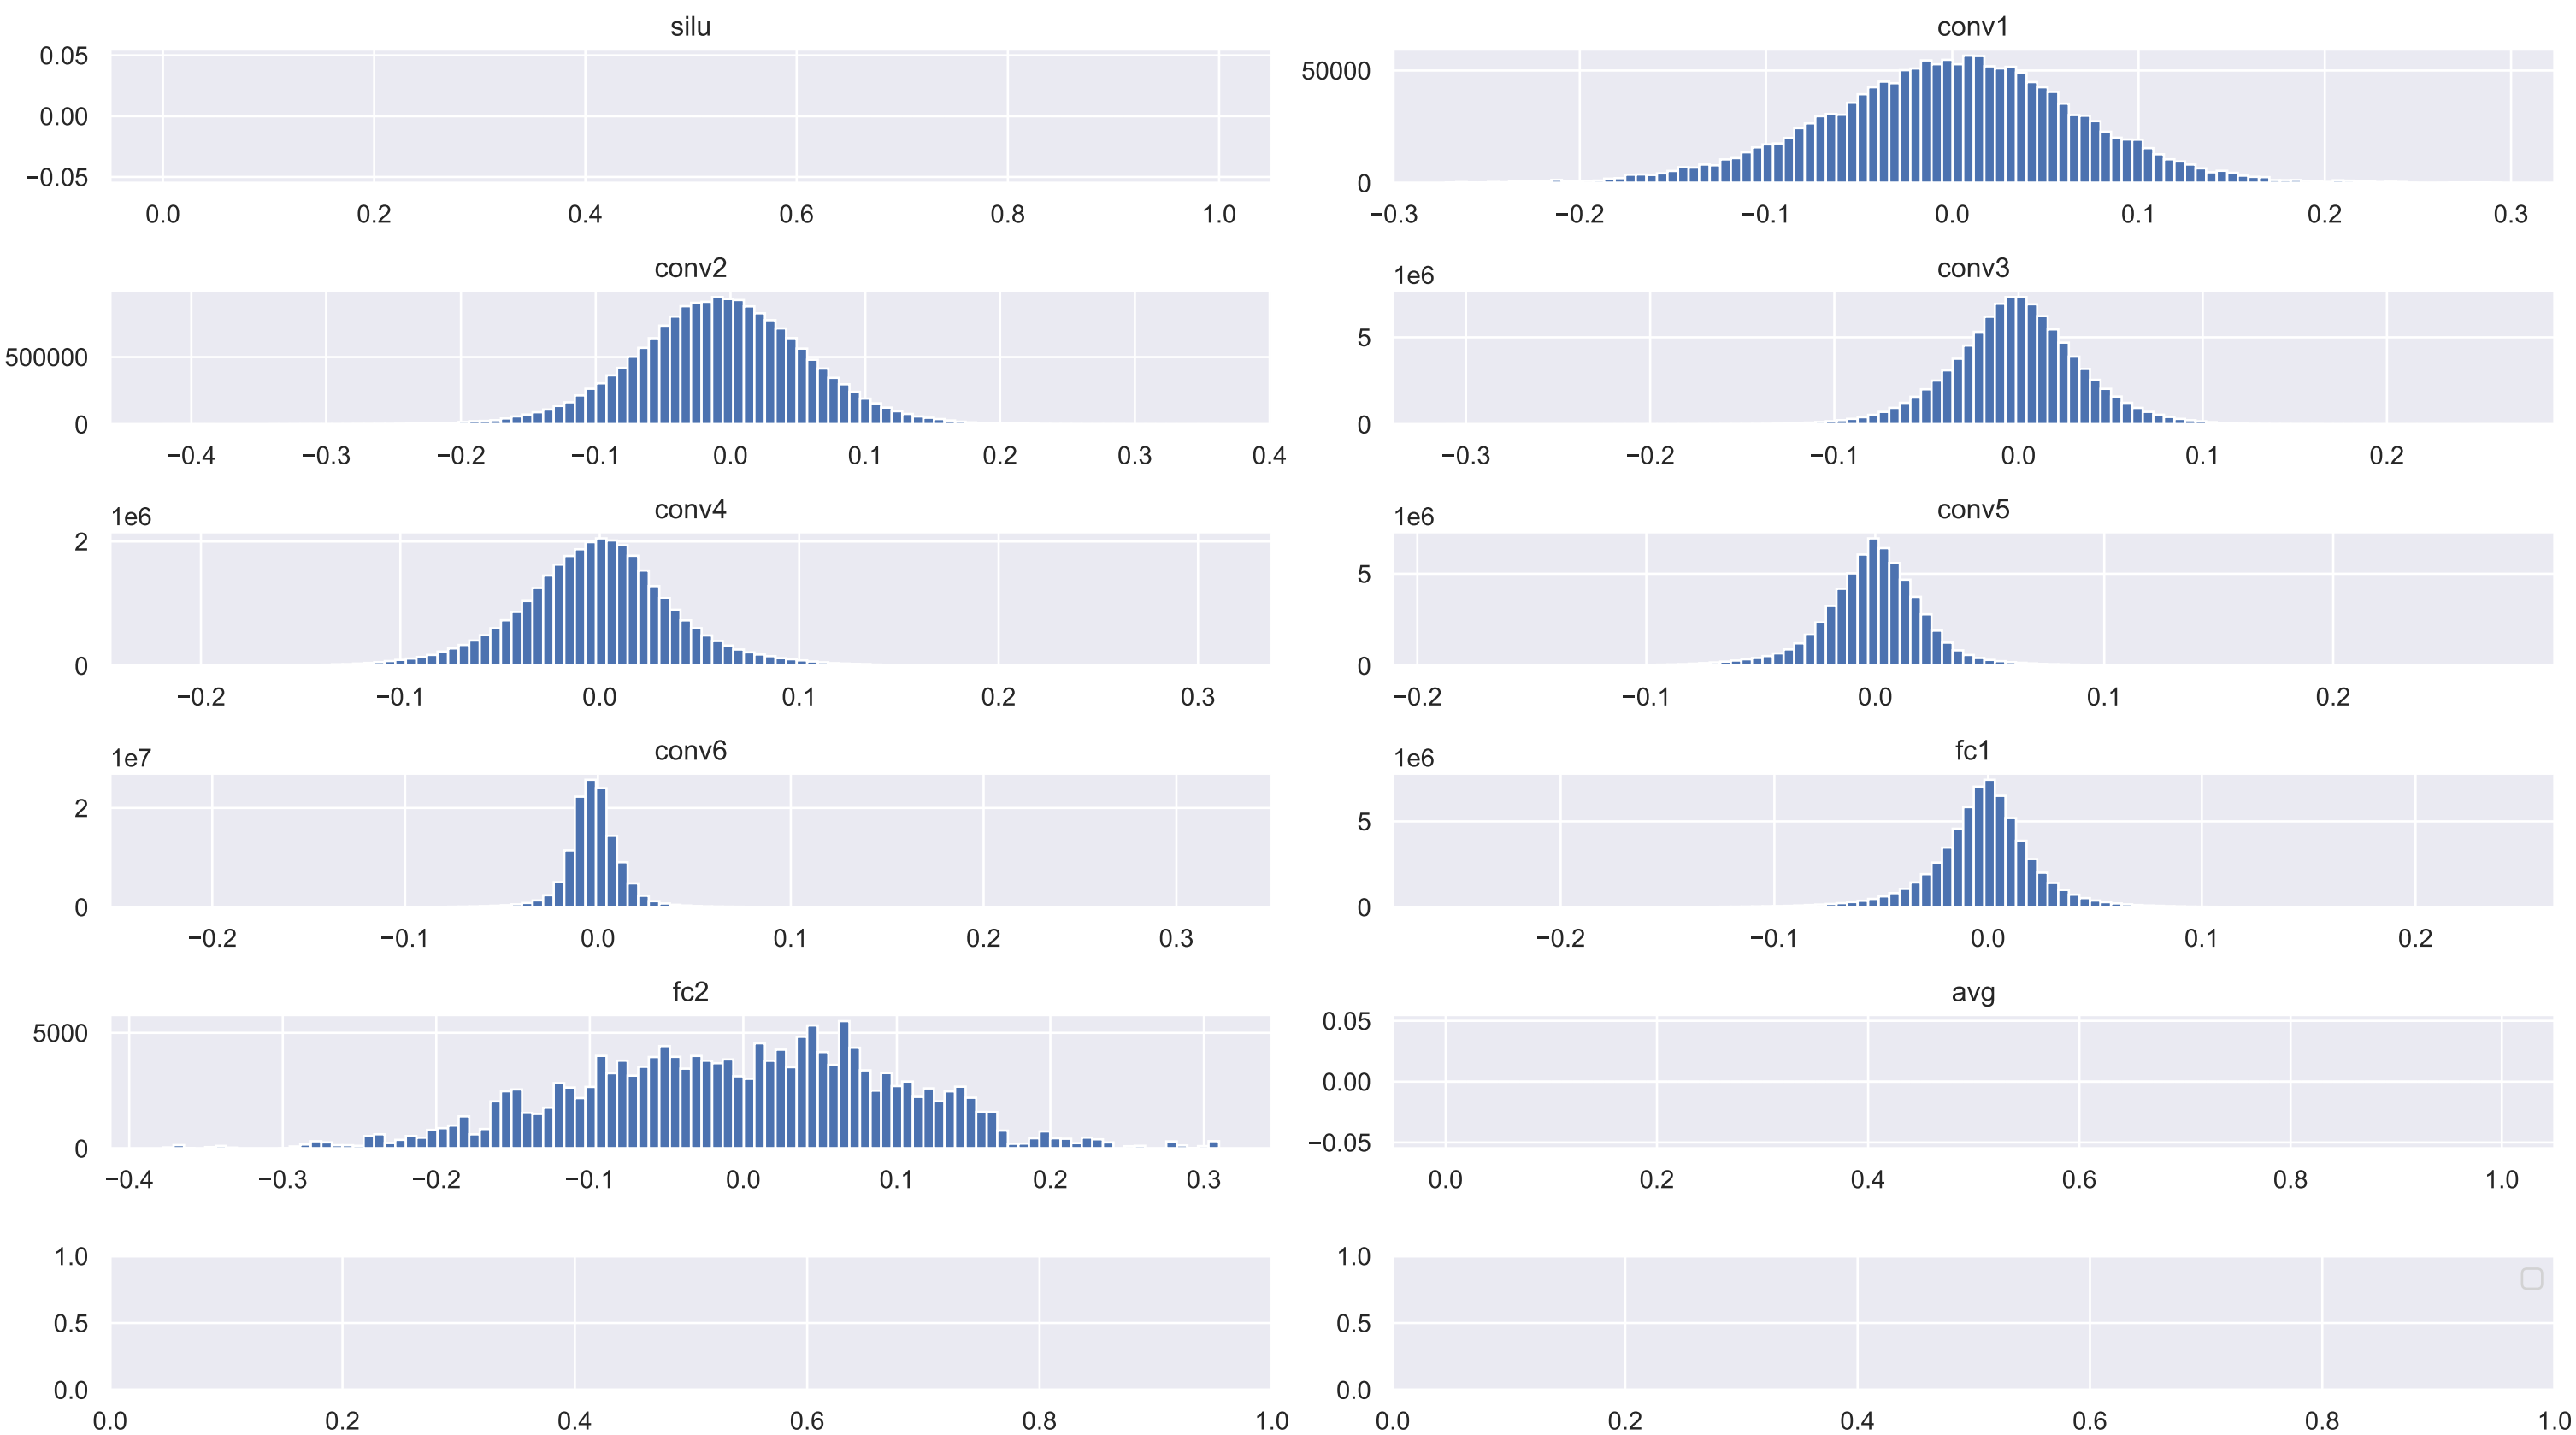 silu
0.05
0.00
−0.05
0.0 0.2 0.4 0.6 0.8 1.0
conv1
50000
0
−0.3 −0.2 −0.1 0.0 0.1 0.2 0.3
conv2
500000
0
−0.4 −0.3 −0.2 −0.1 0.0 0.1 0.2 0.3 0.4
conv3
1e6
5
0
−0.3 −0.2 −0.1 0.0 0.1 0.2
conv4
1e6
2
0
−0.2 −0.1 0.0 0.1 0.2 0.3
conv5
1e6
5
0
−0.2 −0.1 0.0 0.1 0.2
conv6
1e7
2
0
−0.2 −0.1 0.0 0.1 0.2 0.3
fc1
1e6
5
0
−0.2 −0.1 0.0 0.1 0.2
fc2
5000
0
−0.4 −0.3 −0.2 −0.1 0.0 0.1 0.2 0.3
avg
0.05
0.00
−0.05
0.0 0.2 0.4 0.6 0.8 1.0
1.0
0.5
0.0
0.0 0.2 0.4 0.6 0.8 1.0
1.0
0.5
0.0
0.0 0.2 0.4 0.6 0.8 1.0